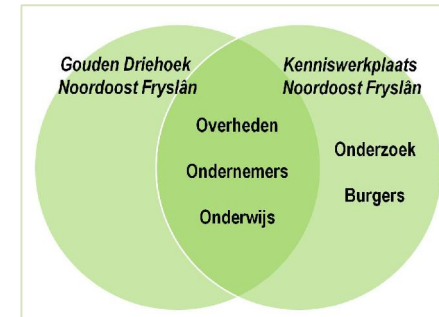 Gouden Driehoek
Noordoost Fryslân
Kenniswerkplaats
Noordoost Fryslân
Overheden
Ondernemers
Onderwijs
Onderzoek
Burgers